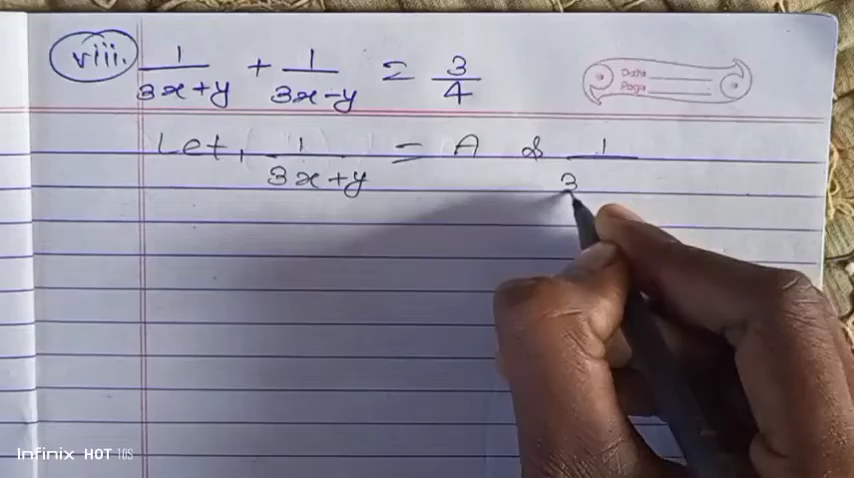 viii. 1/(3x+y) + 1/(3x-y) = 3/4
Date
Page
Let, 1/(3x+y) = A & 1/3
Infinix HOT 10S